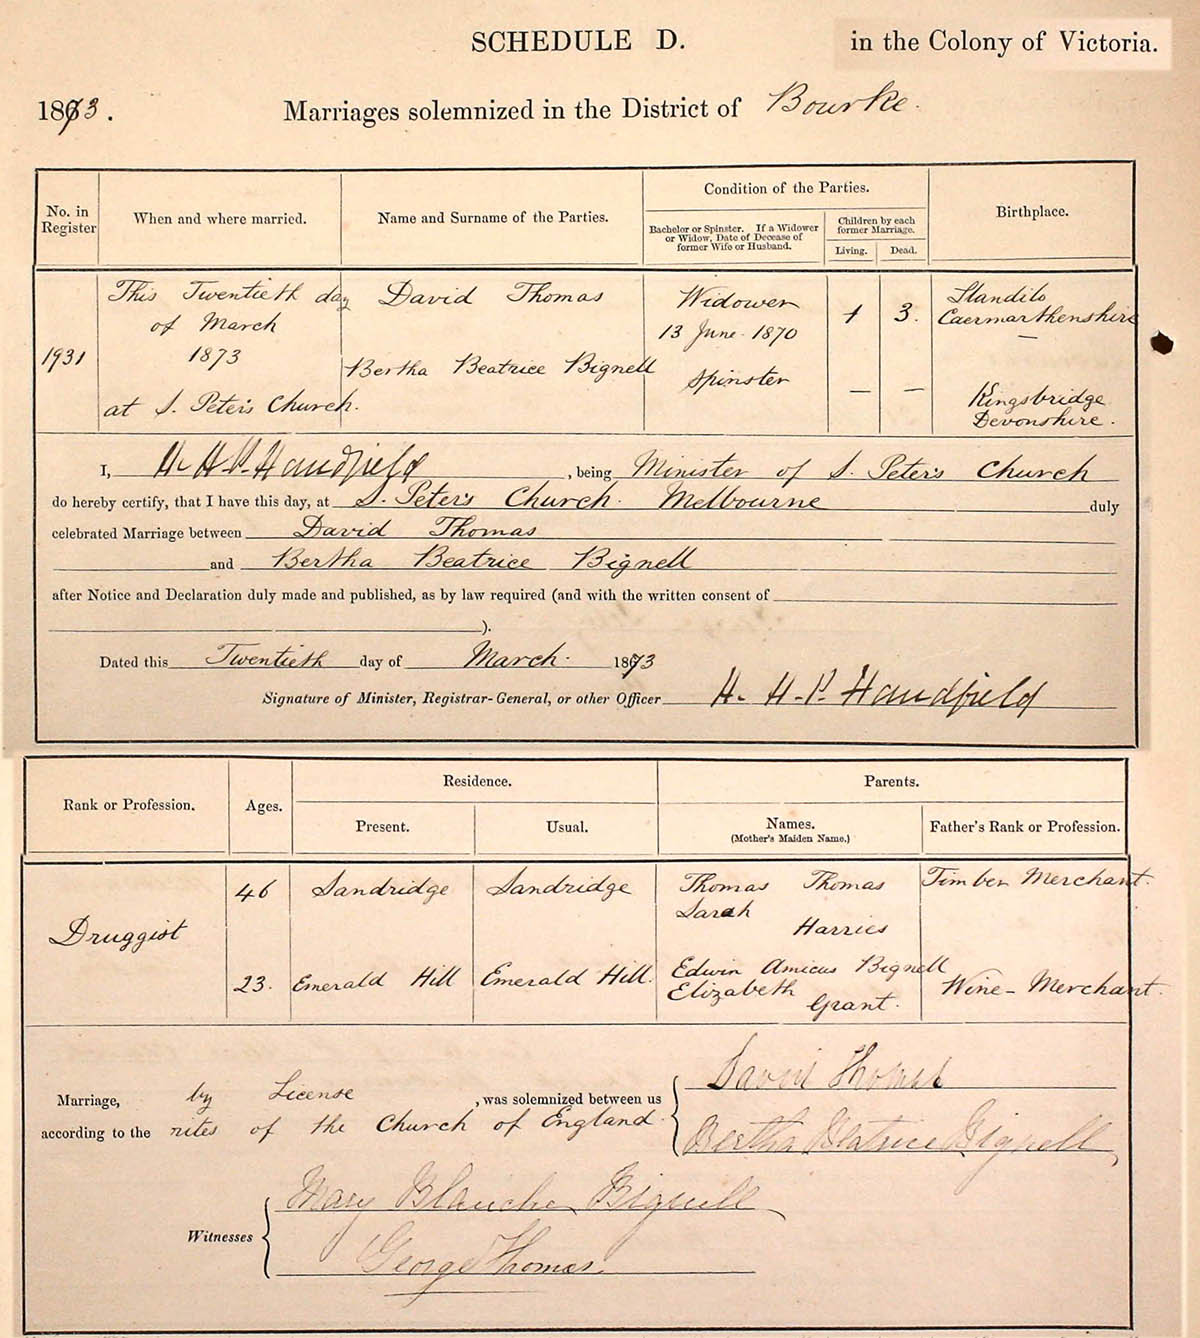 SCHEDULE D.
in the Colony of Victoria.
1873.
Marriages solemnized in the District of Bourke.
No. in Register
When and where married.
Name and Surname of the Parties.
Condition of the Parties.
Bachelor or Spinster. If a Widower or Widow, Date of Decease of former Wife or Husband.
Children by each former Marriage.
Living.
Dead.
Birthplace.
1931
This Twentieth day
of March
1873
at S. Peter's Church.
David Thomas
Bertha Beatrice Bignell
Widower
13 June 1870
Spinster
1
3.
—
—
Llandilo
Caermarthenshire
—
Kingsbridge
Devonshire.
I, H. H. P. Handfield, being Minister of S. Peter's Church
do hereby certify, that I have this day, at S. Peter's Church. Melbourne duly
celebrated Marriage between David Thomas
and Bertha Beatrice Bignell
after Notice and Declaration duly made and published, as by law required (and with the written consent of
).
Dated this Twentieth day of March. 1873
Signature of Minister, Registrar-General, or other Officer H. H. P. Handfield
Rank or Profession.
Ages.
Residence.
Present.
Usual.
Parents.
Names.
(Mother's Maiden Name.)
Father's Rank or Profession.
Druggist
46
23.
Sandridge
Emerald Hill
Sandridge
Emerald Hill.
Thomas Thomas
Sarah
Harries
Edwin Amicus Bignell
Elizabeth
Grant.
Timber Merchant.
Wine - Merchant.
Marriage, by License, was solemnized between us
according to the rites of the Church of England.
David Thomas
Bertha Beatrice Bignell
Witnesses
Mary Blanche Bignell
George Thomas.